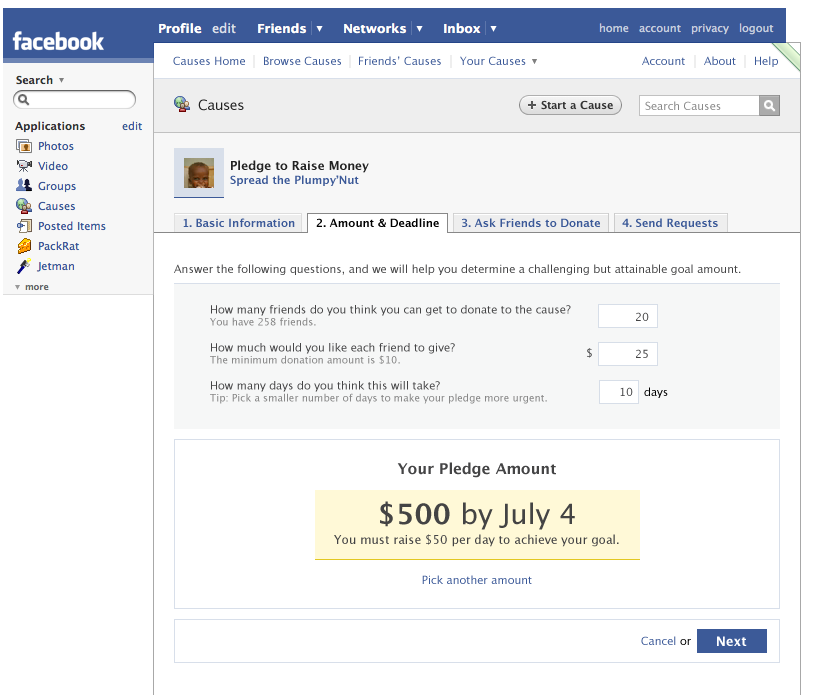 facebook
Profile edit Friends Networks Inbox home account privacy logout
Search
Applications edit
Photos
Video
Groups
Causes
Posted Items
PackRat
Jetman
more
Causes Home Browse Causes Friends' Causes Your Causes Account About Help
Causes + Start a Cause Search Causes
Pledge to Raise Money
Spread the Plumpy'Nut
1. Basic Information 2. Amount & Deadline 3. Ask Friends to Donate 4. Send Requests
Answer the following questions, and we will help you determine a challenging but attainable goal amount.
How many friends do you think you can get to donate to the cause? 20
You have 258 friends.
How much would you like each friend to give? $ 25
The minimum donation amount is $10.
How many days do you think this will take? 10 days
Tip: Pick a smaller number of days to make your pledge more urgent.
Your Pledge Amount
$500 by July 4
You must raise $50 per day to achieve your goal.
Pick another amount
Cancel or Next